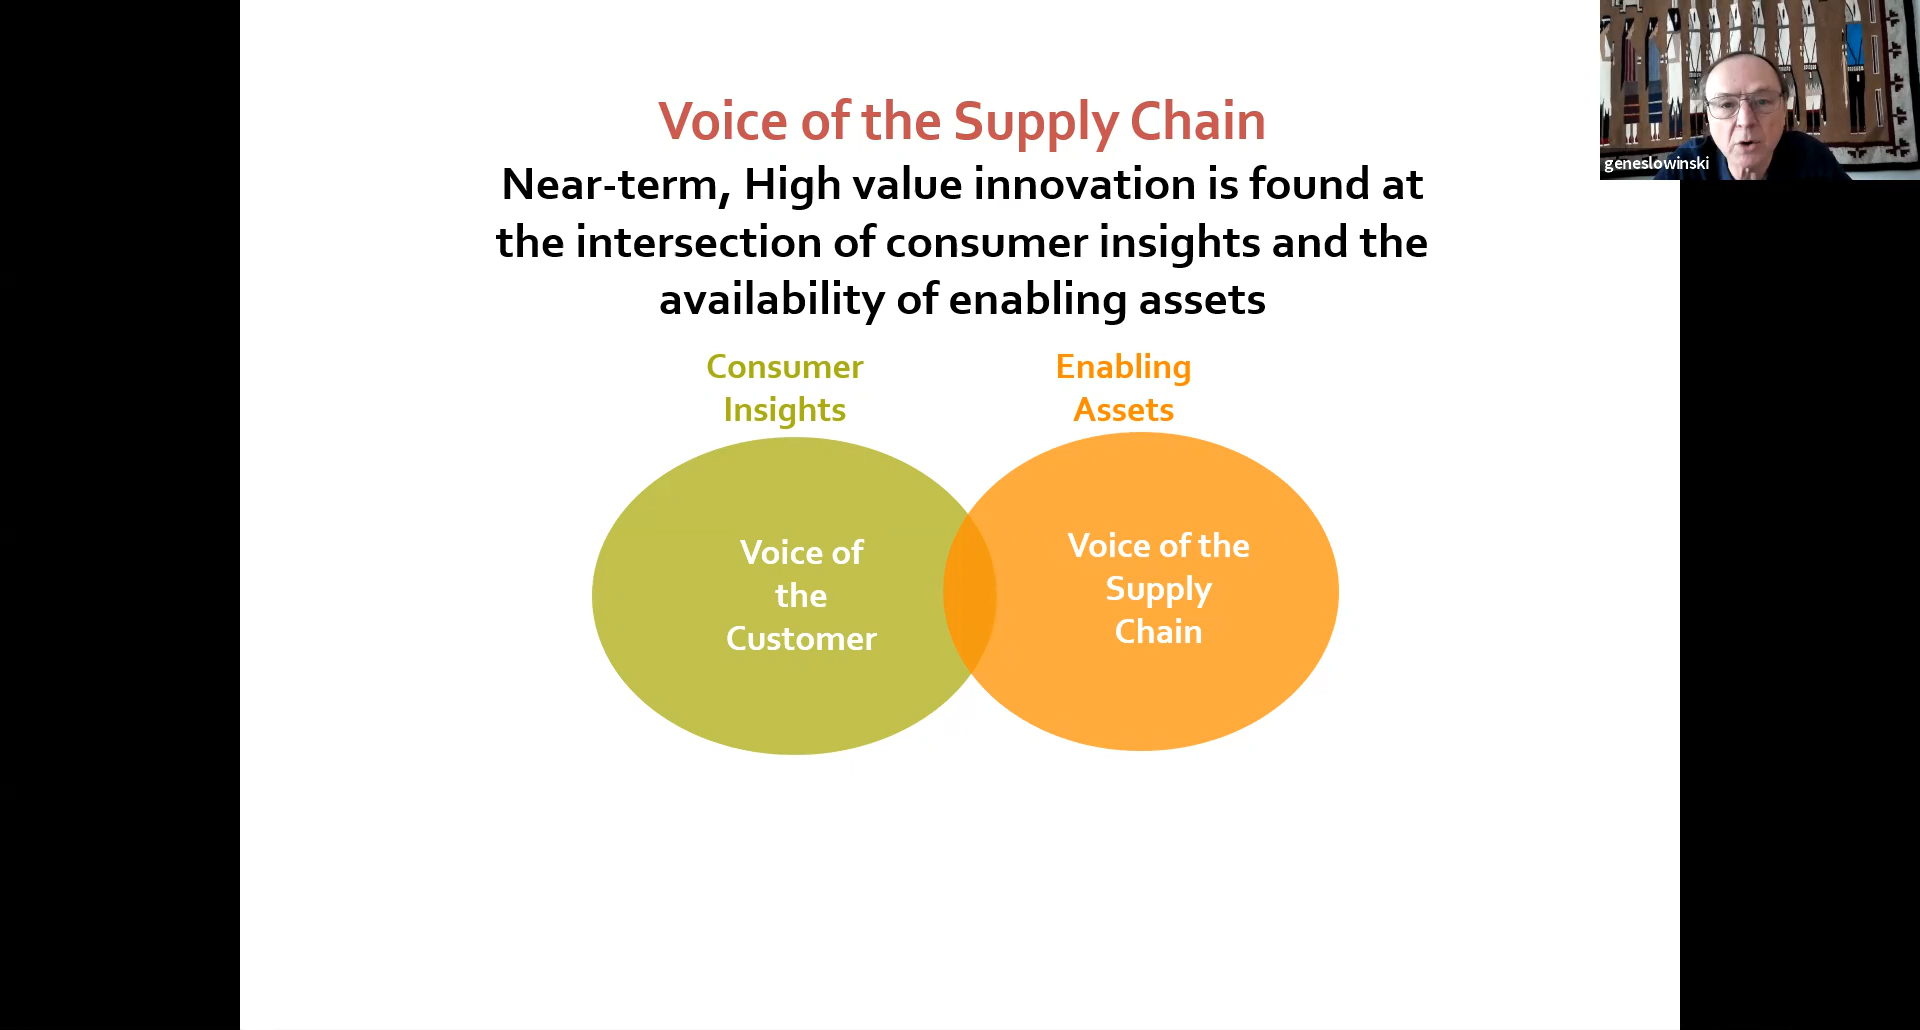 Voice of the Supply Chain
Near-term, High value innovation is found at
the intersection of consumer insights and the
availability of enabling assets
Consumer
Insights
Enabling
Assets
Voice of
the
Customer
Voice of the
Supply
Chain
geneslowinski